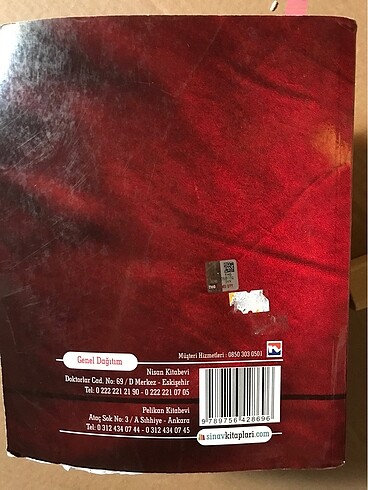 Genel Dağıtım
Müşteri Hizmetleri : 0850 303 0501
Nisan Kitabevi
Doktorlar Cad. No: 69 / D Merkez - Eskişehir
Tel: 0 222 221 21 90 - 0 222 221 07 05
Pelikan Kitabevi
Ataç Sok No: 3 / A Sıhhiye - Ankara
Tel : 0 312 434 07 44 - 0 312 434 07 45
9 789756 428696
sinavkitaplari.com